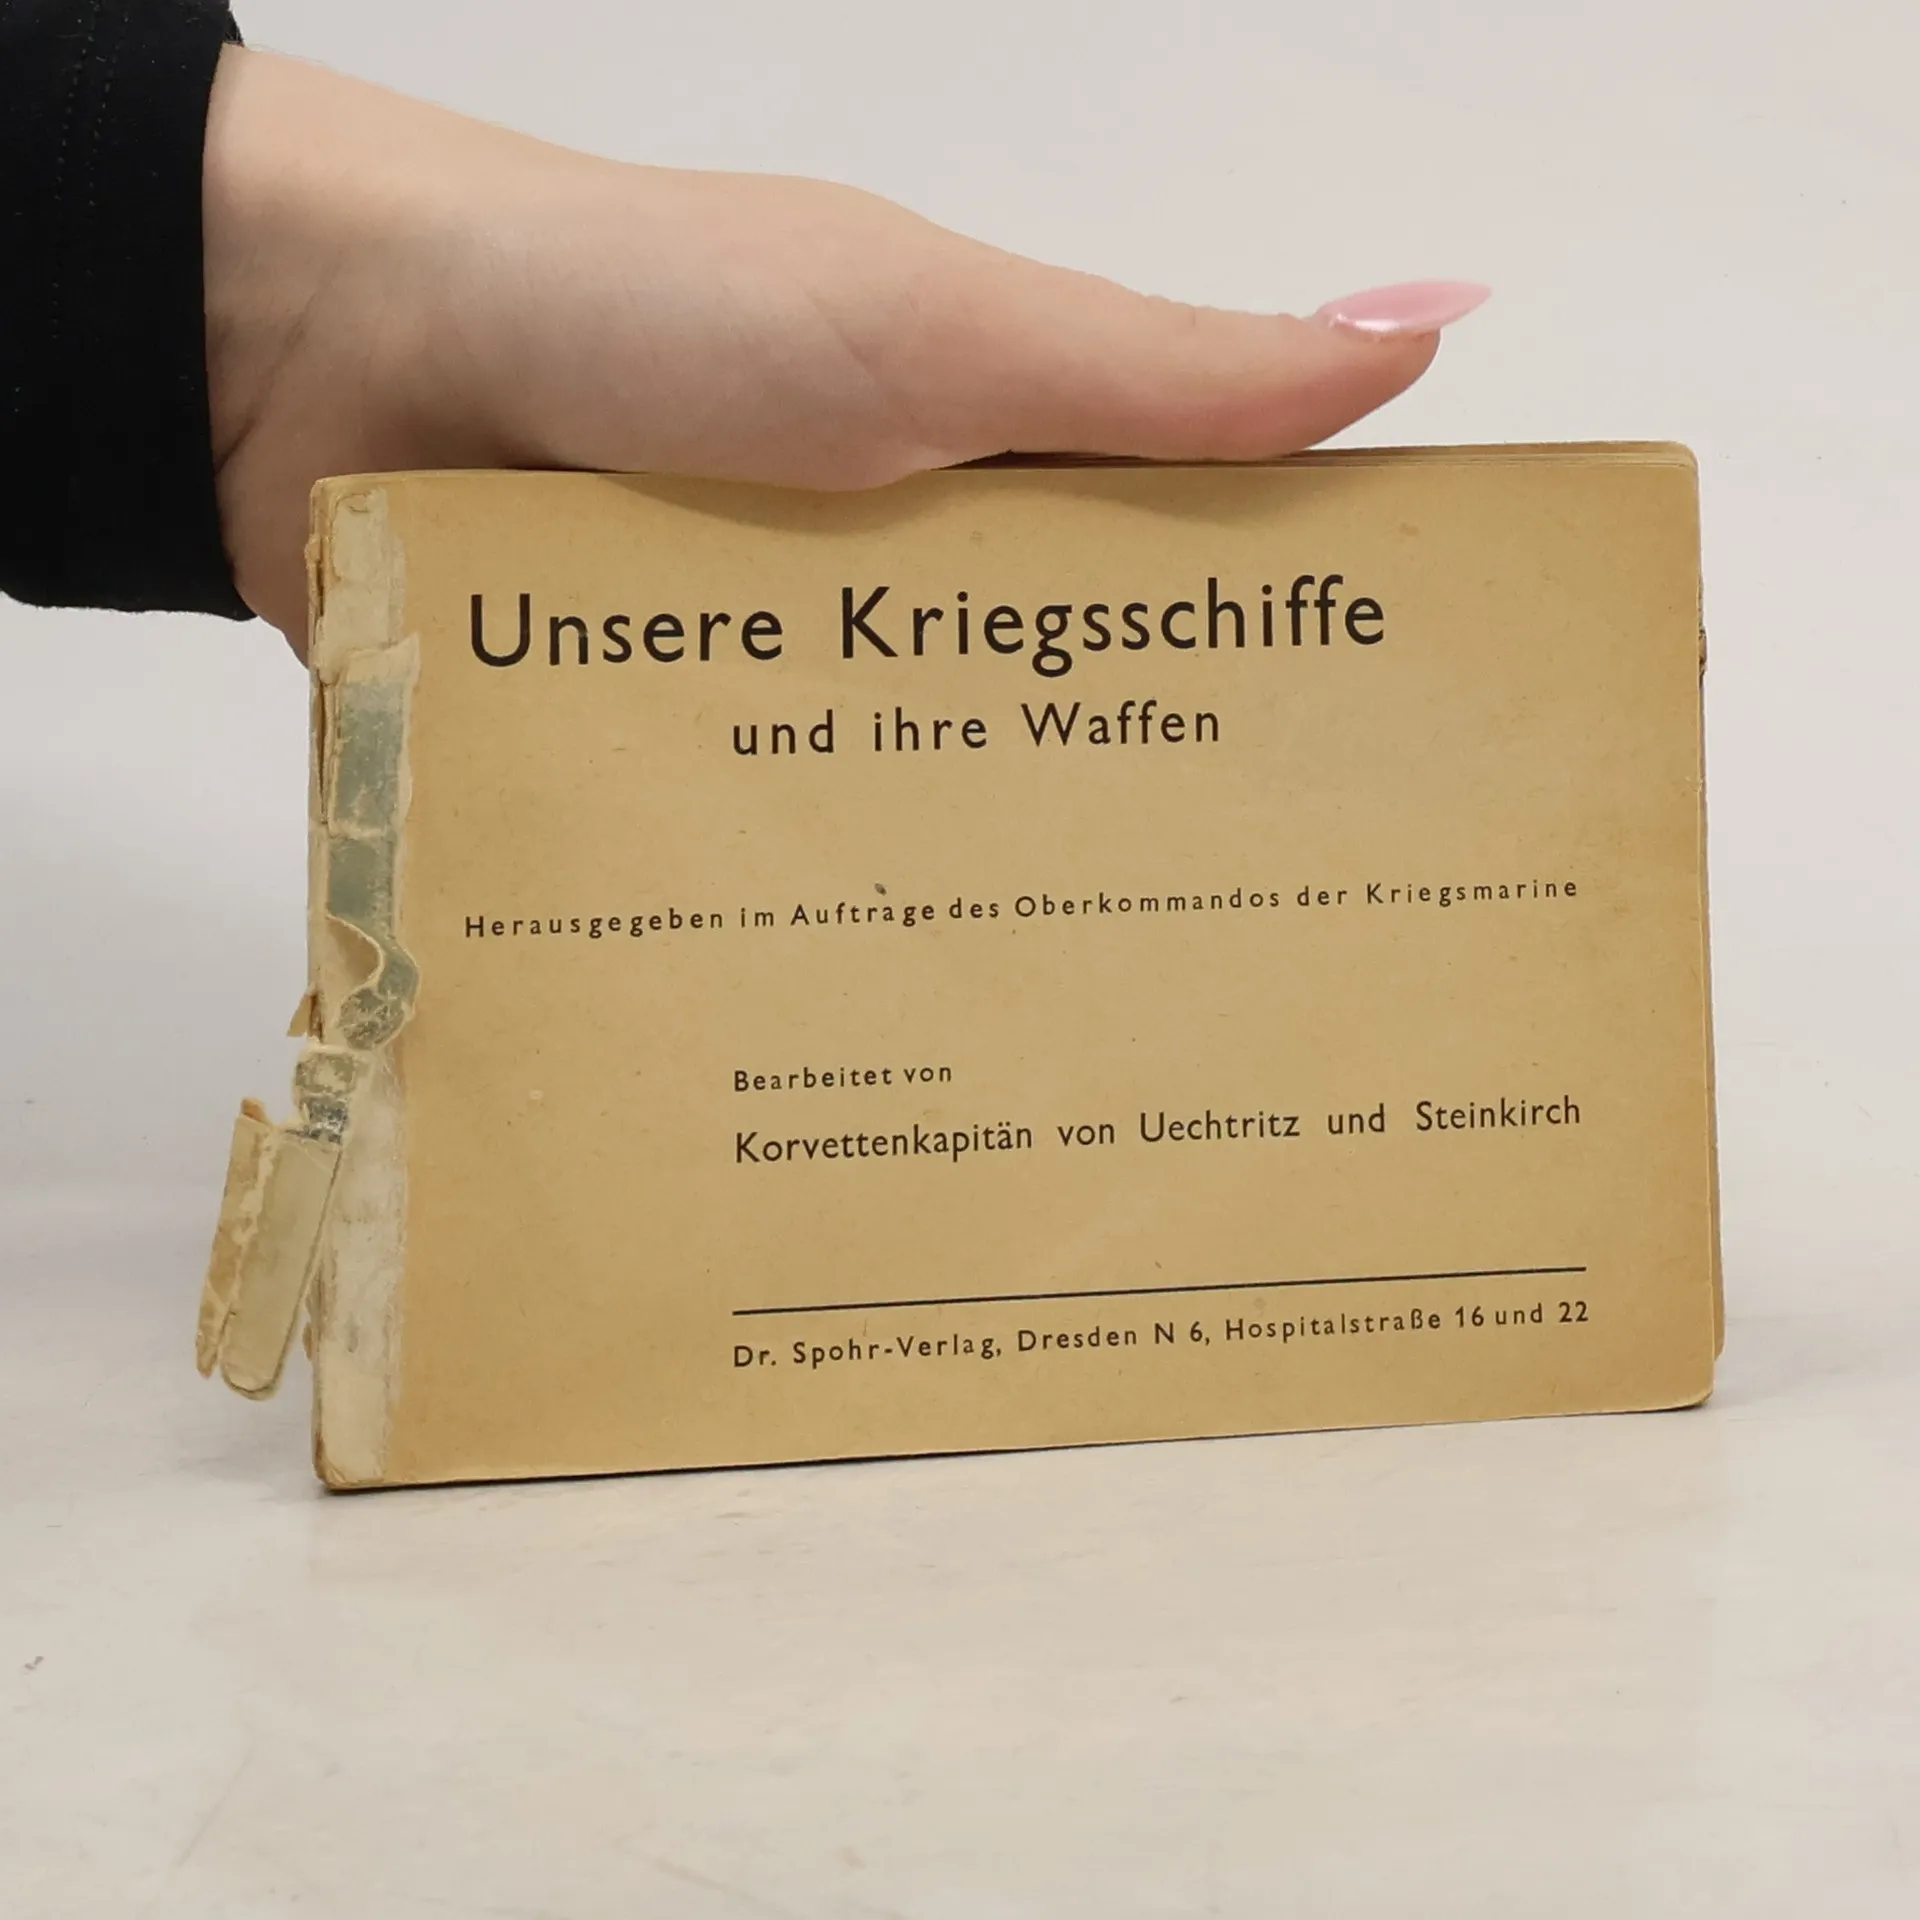 Unsere Kriegsschiffe
und ihre Waffen
Herausgegeben im Auftrage des Oberkommandos der Kriegsmarine
Bearbeitet von
Korvettenkapitän von Uechtritz und Steinkirch
Dr. Spohr-Verlag, Dresden N 6, Hospitalstraße 16 und 22